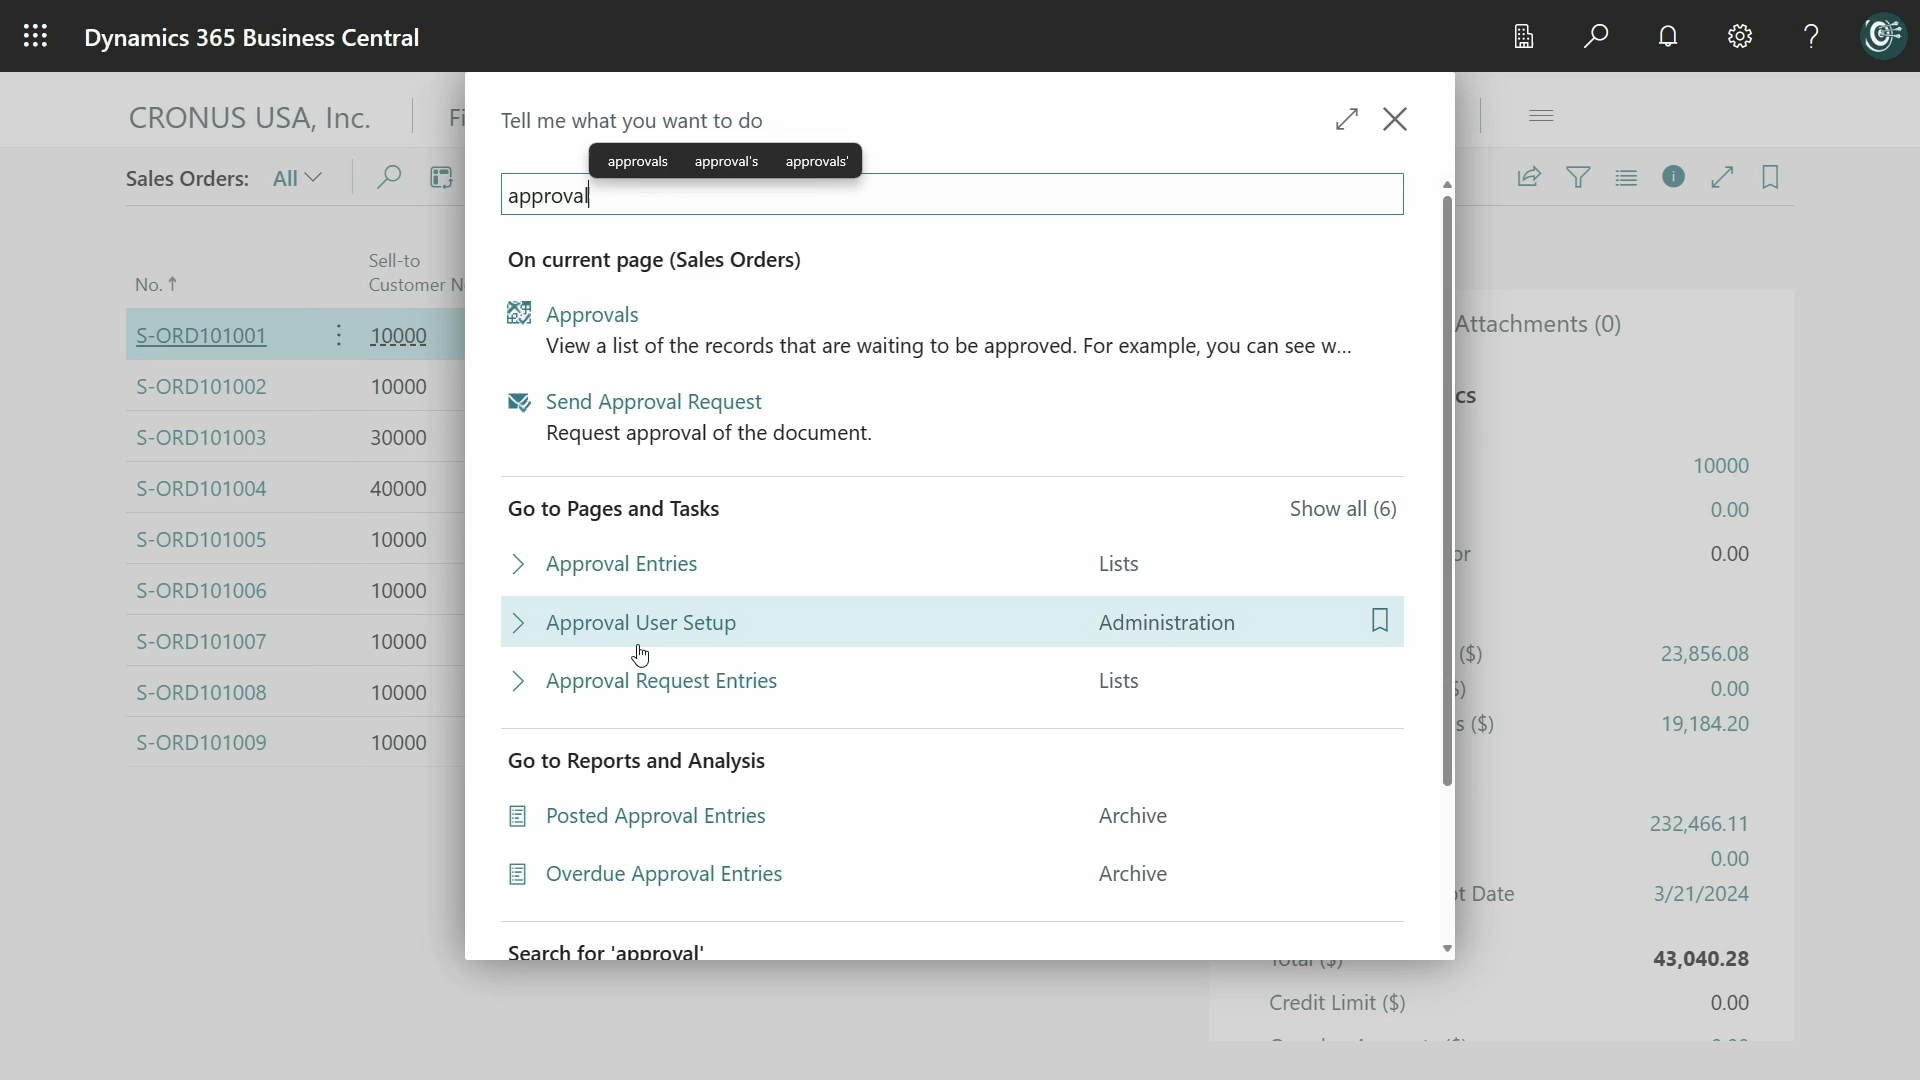 Dynamics 365 Business Central
CRONUS USA, Inc.
Fi
Sales Orders: All
No.
Sell-to
Customer N
S-ORD101001 10000
S-ORD101002 10000
S-ORD101003 30000
S-ORD101004 40000
S-ORD101005 10000
S-ORD101006 10000
S-ORD101007 10000
S-ORD101008 10000
S-ORD101009 10000
Tell me what you want to do
approvals approval's approvals'
approval
On current page (Sales Orders)
Approvals
View a list of the records that are waiting to be approved. For example, you can see w...
Send Approval Request
Request approval of the document.
Go to Pages and Tasks Show all (6)
Approval Entries Lists
Approval User Setup Administration
Approval Request Entries Lists
Go to Reports and Analysis
Posted Approval Entries Archive
Overdue Approval Entries Archive
Search for 'approval'
Attachments (0)
cs
10000
0.00
or 0.00
($) 23,856.08
0.00
s ($) 19,184.20
232,466.11
0.00
Date 3/21/2024
Total ($) 43,040.28
Credit Limit ($) 0.00